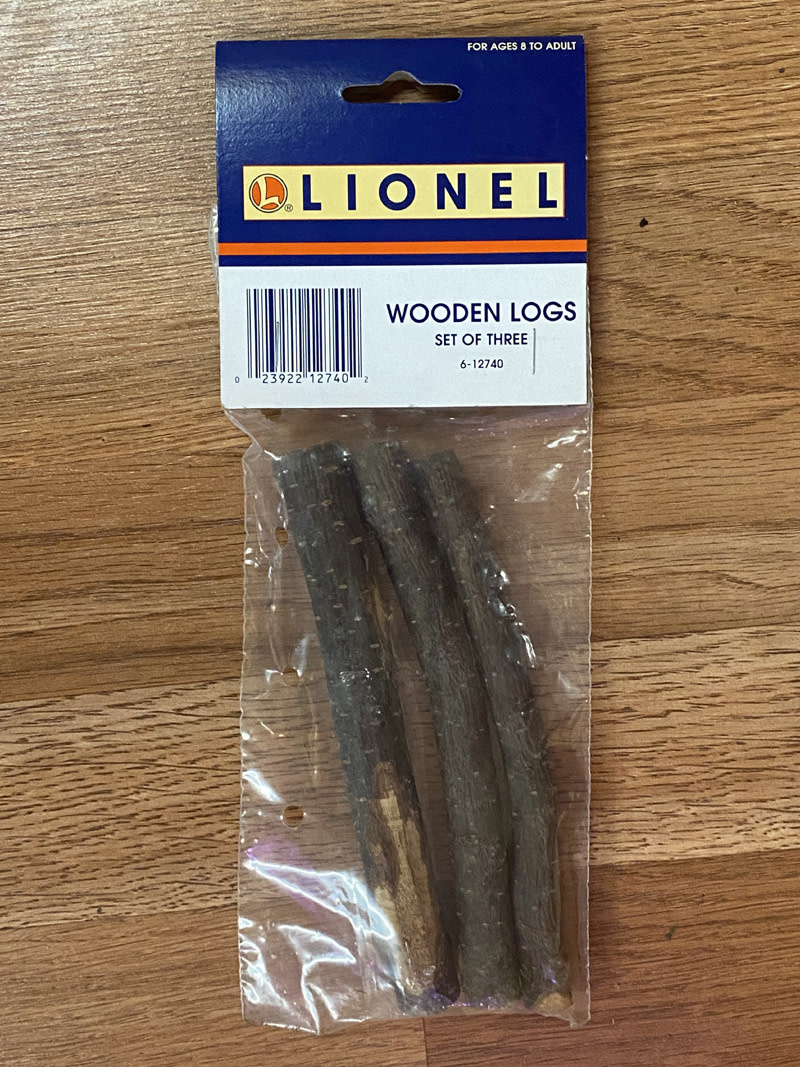 FOR AGES 8 TO ADULT
L® LIONEL
WOODEN LOGS
SET OF THREE
6-12740
0 23922 12740 2